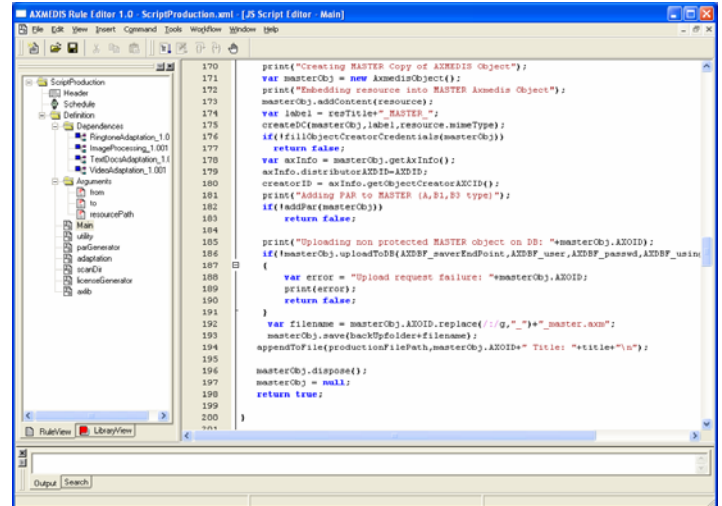 AXMEDIS Rule Editor 1.0 - ScriptProduction.xml - [JS Script Editor - Main]
File Edit View Insert Command Tools Workflow Window Help
ScriptProduction
Header
Schedule
Definition
Dependences
RingtoneAdaptation_1.0
ImageProcessing_1.001
TextDocsAdaptation_1.(
VideoAdaptation_1.001
Arguments
from
to
resourcePath
Main
utility
parGenerator
adaptation
scanDir
licenseGenerator
axlib
RuleView LibraryView
170 print("Creating MASTER Copy of AXMEDIS Object");
171 var masterObj = new AxmedisObject();
172 print("Embedding resource into MASTER Axmedis Object");
173 masterObj.addContent(resource);
174 var label = resTitle+"_MASTER_";
175 createDC(masterObj,label,resource.mimeType);
176 if(!fillObjectCreatorCredentials(masterObj))
177 return false;
178 var axInfo = masterObj.getAxInfo();
179 axInfo.distributorAXDID=AXDID;
180 creatorID = axInfo.getObjectCreatorAXCID();
181 print("Adding PAR to MASTER (A,B1,B3 type)");
182 if(!addPar(masterObj))
183 return false;
184
185 print("Uploading non protected MASTER object on DB: "+masterObj.AXOID);
186 if(!masterObj.uploadToDB(AXDBF_saverEndPoint,AXDBF_user,AXDBF_passwd,AXDBF_using
187 {
188 var error = "Upload request failure: "+masterObj.AXOID;
189 print(error);
190 return false;
191 }
192 var filename = masterObj.AXOID.replace(/:/g,"_")+"_master.axm";
193 masterObj.save(backUpfolder+filename);
194 appendToFile(productionFilePath,masterObj.AXOID+" Title: "+title+"\n");
195
196 masterObj.dispose();
197 masterObj = null;
198 return true;
199
200 }
201
Output Search